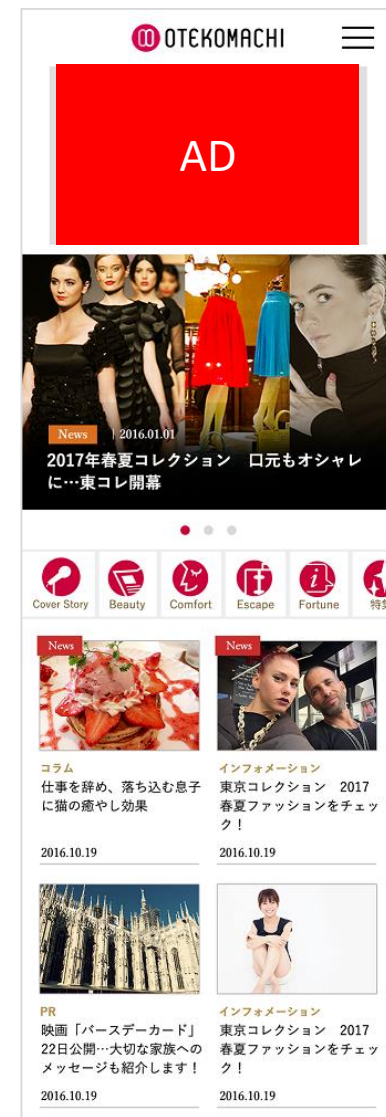 OTEKOMACHI
AD
News | 2016.01.01
2017年春夏コレクション　口元もオシャレ
に…東コレ開幕
Cover Story
Beauty
Comfort
Escape
Fortune
News
コラム
仕事を辞め、落ち込む息子
に猫の癒やし効果
2016.10.19
News
インフォメーション
東京コレクション　2017
春夏ファッションをチェッ
ク！
2016.10.19
PR
映画「バースデーカード」
22日公開…大切な家族への
メッセージも紹介します！
2016.10.19
インフォメーション
東京コレクション　2017
春夏ファッションをチェッ
ク！
2016.10.19